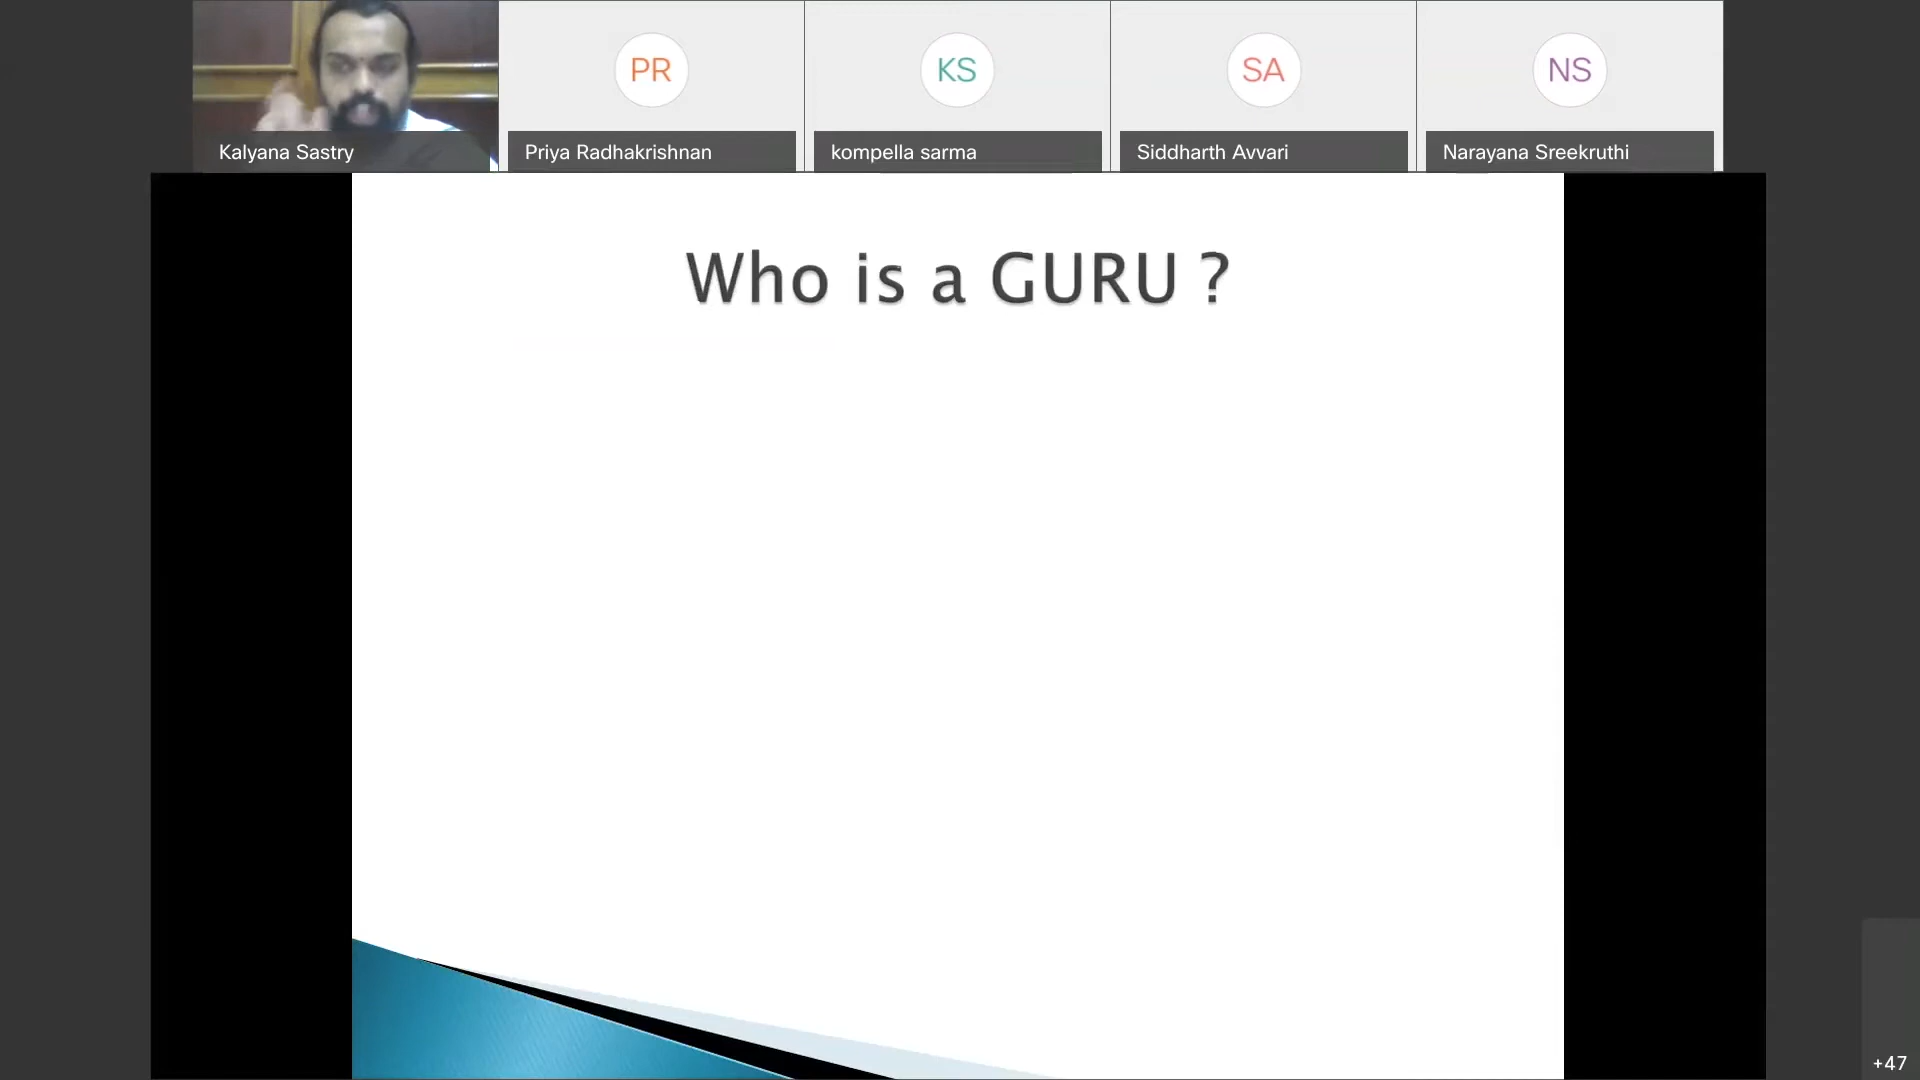 PR
KS
SA
NS
Kalyana Sastry
Priya Radhakrishnan
kompella sarma
Siddharth Avvari
Narayana Sreekruthi
Who is a GURU ?
+47